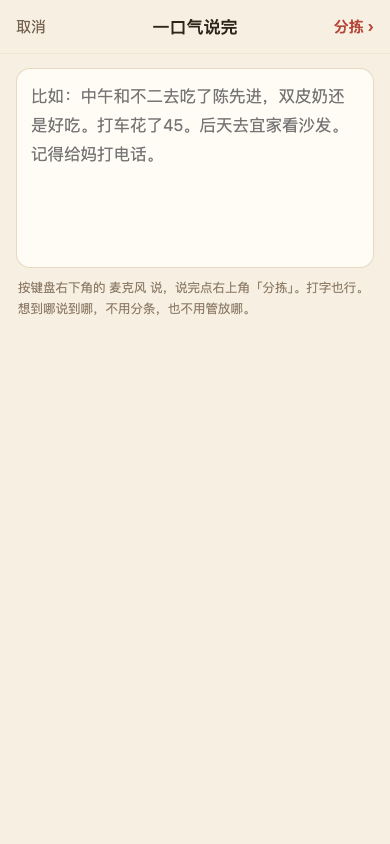 取消
一口气说完
分拣 ›
比如：中午和不二去吃了陈先进，双皮奶还
是好吃。打车花了45。后天去宜家看沙发。
记得给妈打电话。
按键盘右下角的 麦克风 说，说完点右上角「分拣」。打字也行。
想到哪说到哪，不用分条，也不用管放哪。